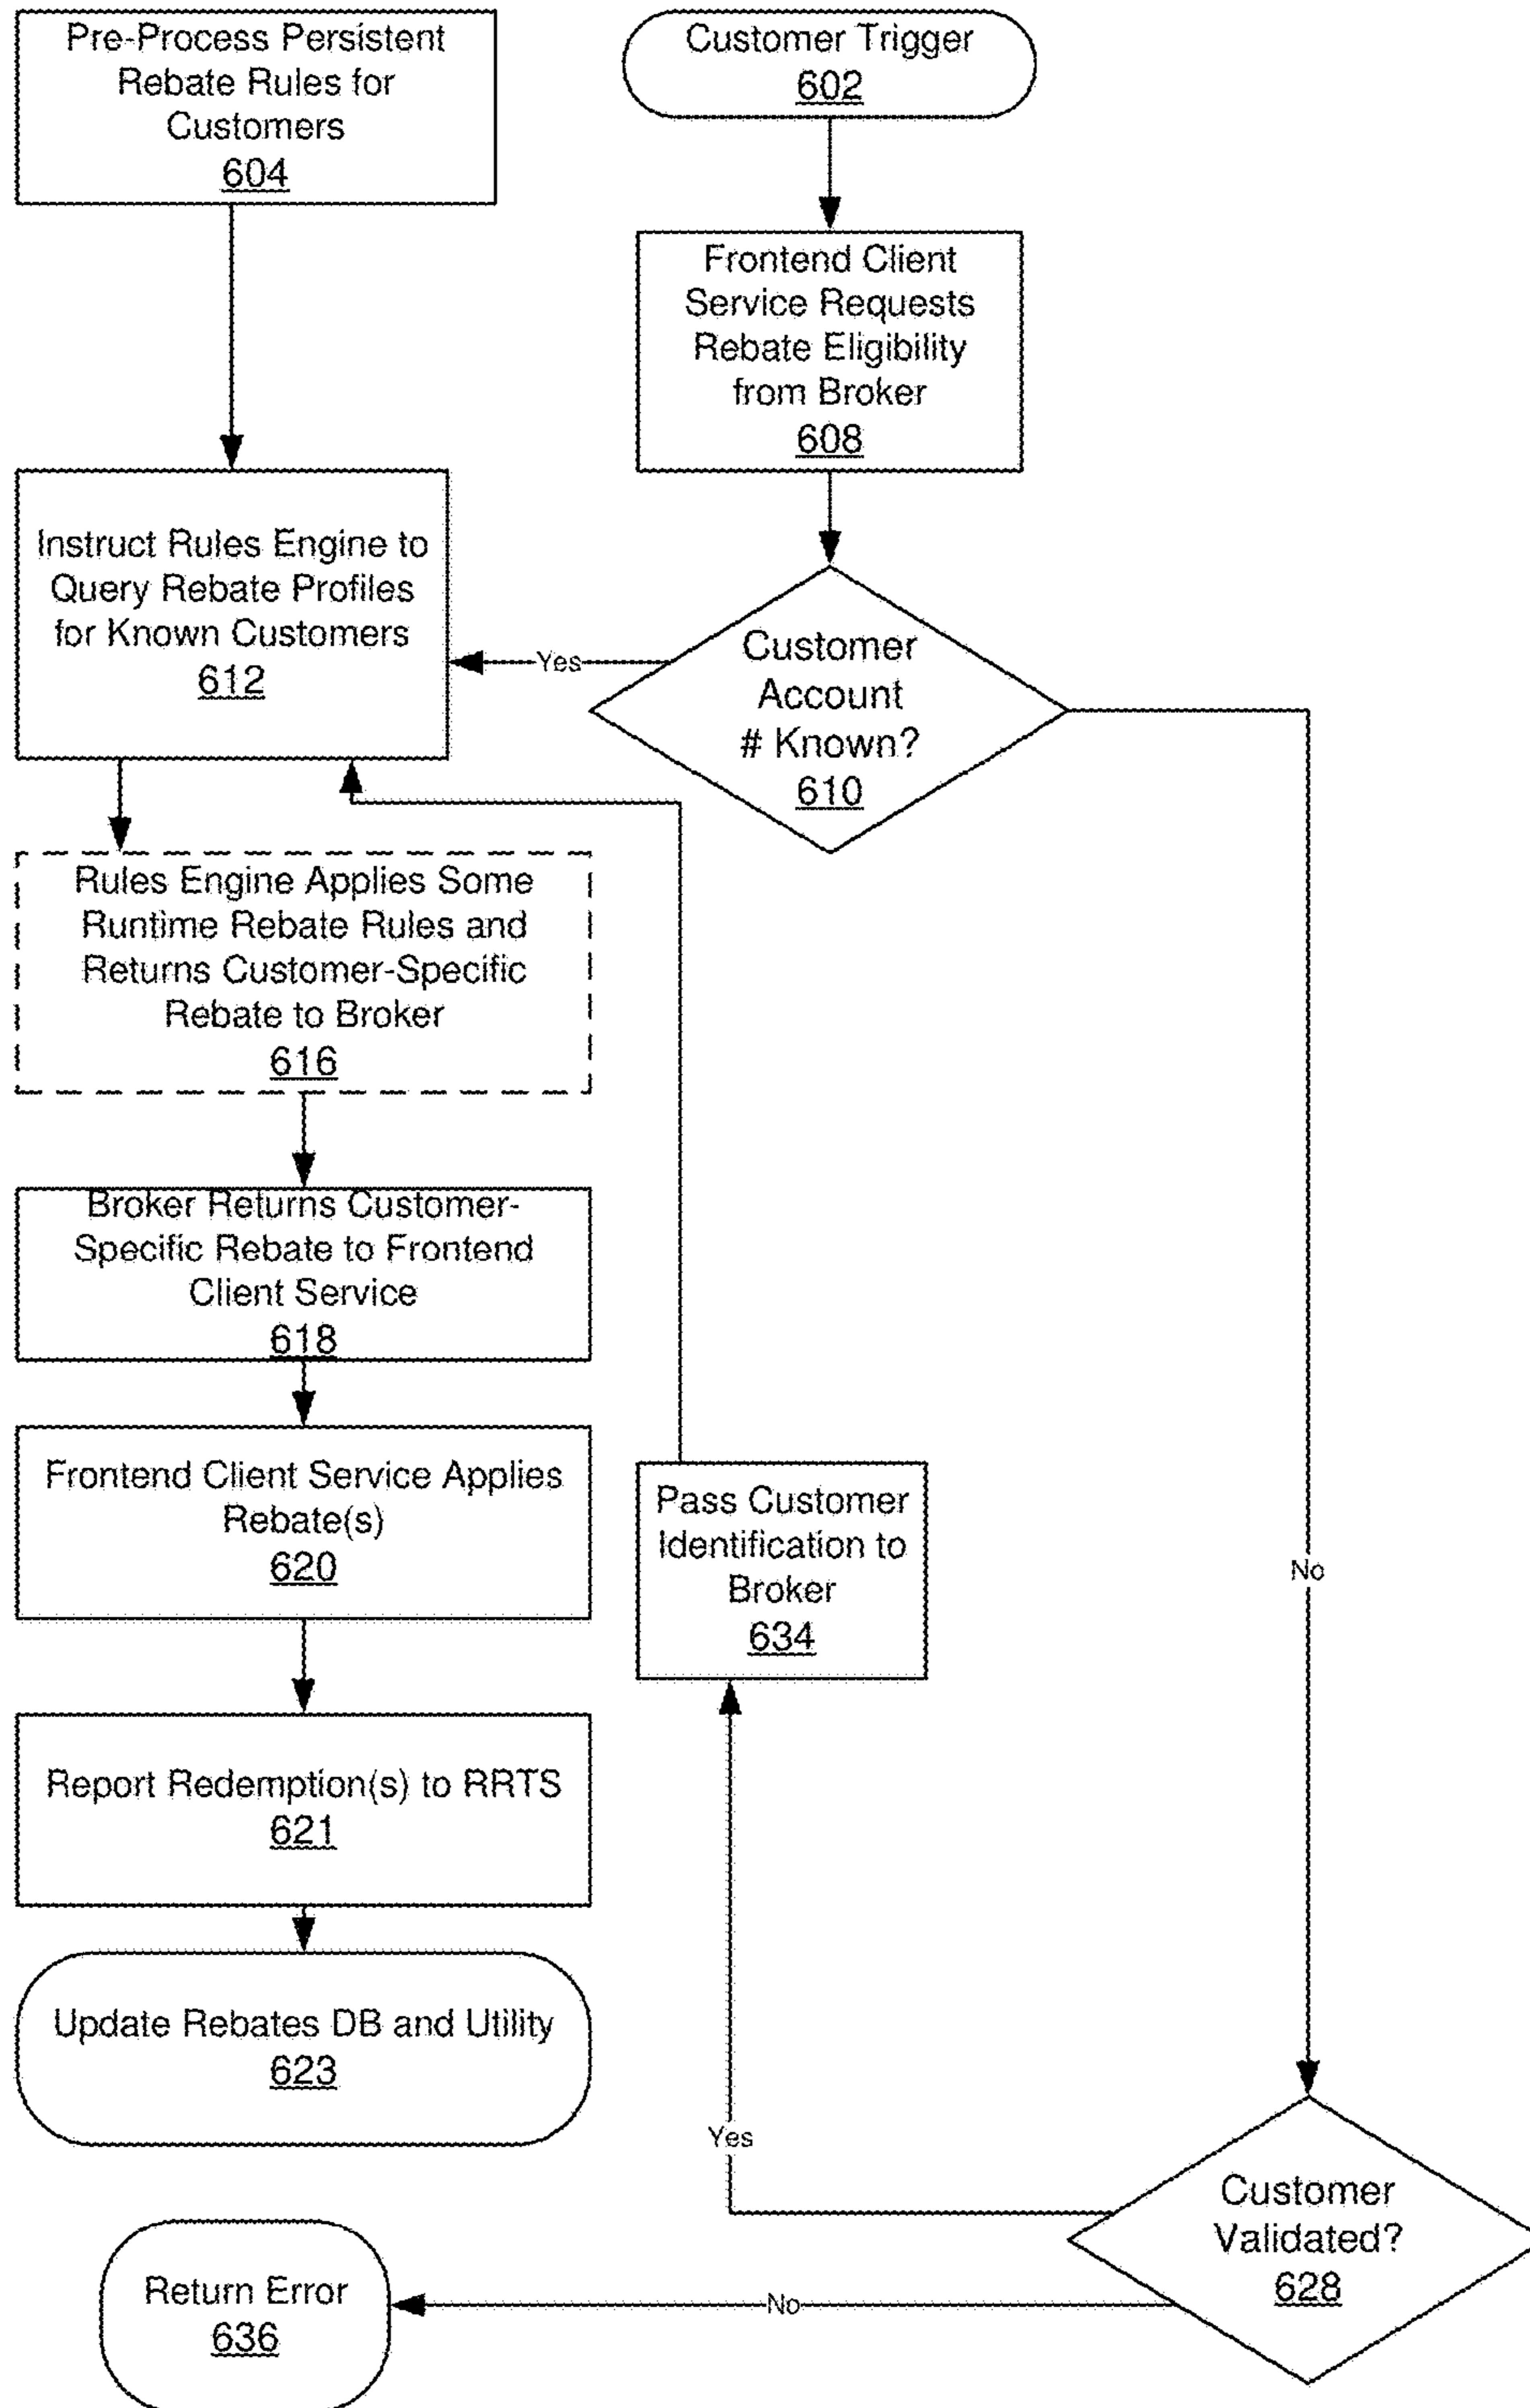 Pre-Process Persistent
Rebate Rules for
Customers
604
Customer Trigger
602
Frontend Client
Service Requests
Rebate Eligibility
from Broker
608
Instruct Rules Engine to
Query Rebate Profiles
for Known Customers
612
Yes
Customer
Account
# Known?
610
Rules Engine Applies Some
Runtime Rebate Rules and
Returns Customer-Specific
Rebate to Broker
616
Broker Returns Customer-
Specific Rebate to Frontend
Client Service
618
Frontend Client Service Applies
Rebate(s)
620
Pass Customer
Identification to
Broker
634
No
Report Redemption(s) to RRTS
621
Update Rebates DB and Utility
623
Yes
Customer
Validated?
628
Return Error
636
No